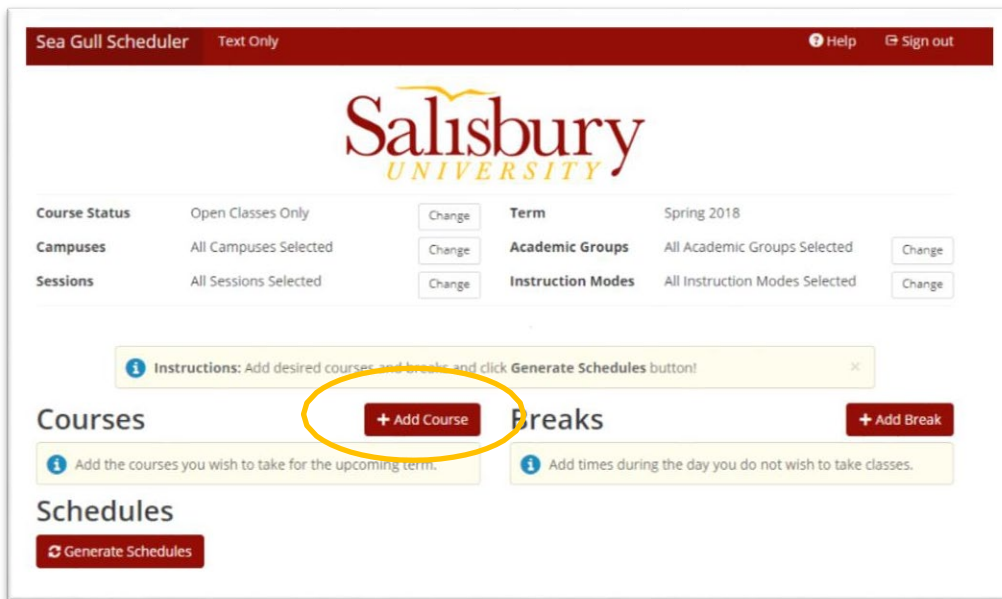 Sea Gull Scheduler Text Only Help Sign out
Salisbury
UNIVERSITY
Course Status Open Classes Only Change Term Spring 2018
Campuses All Campuses Selected Change Academic Groups All Academic Groups Selected Change
Sessions All Sessions Selected Change Instruction Modes All Instruction Modes Selected Change
Instructions: Add desired courses and breaks and click Generate Schedules button! ×
Courses + Add Course Breaks + Add Break
Add the courses you wish to take for the upcoming term. Add times during the day you do not wish to take classes.
Schedules
Generate Schedules